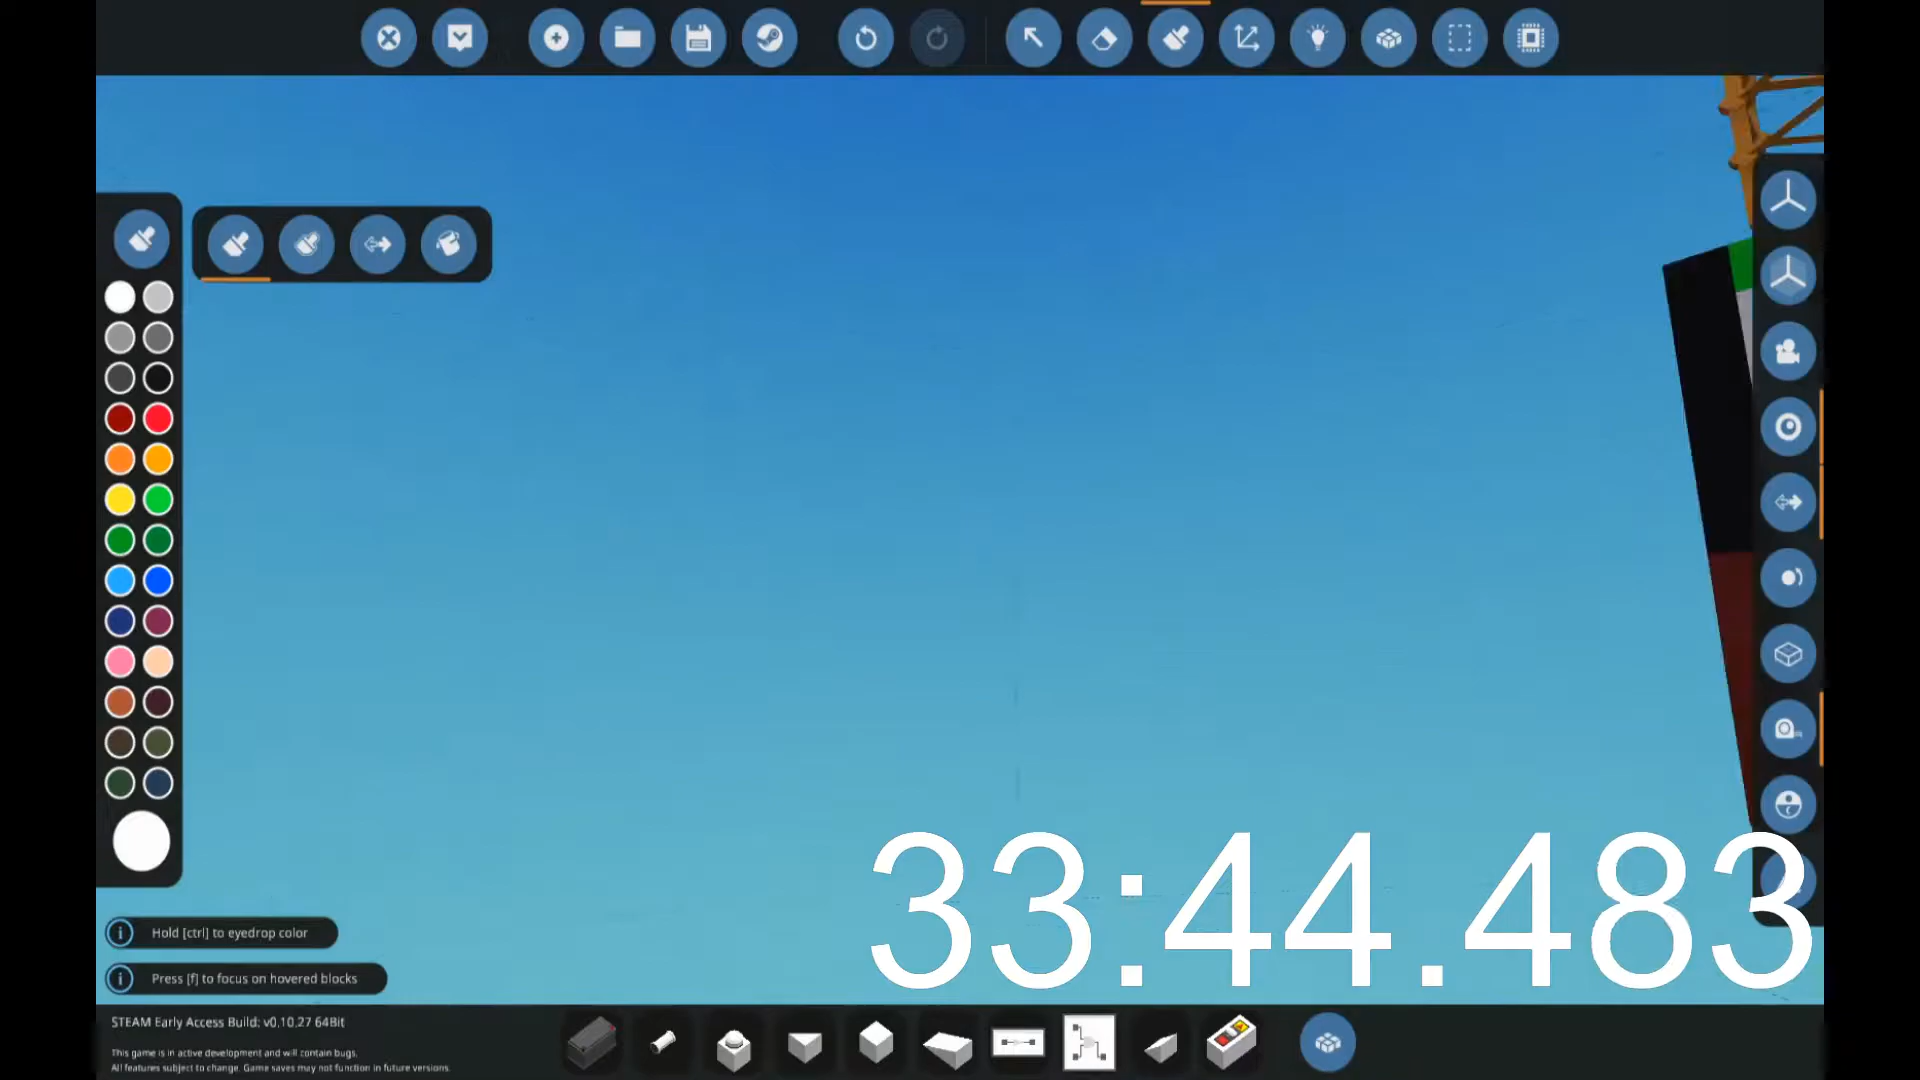 33:44.483
Hold [ctrl] to eyedrop color
Press [f] to focus on hovered blocks
STEAM Early Access Build: v0.10.27 64Bit
This game is in active development and will contain bugs.
All features subject to change. Game saves may not function in future versions.